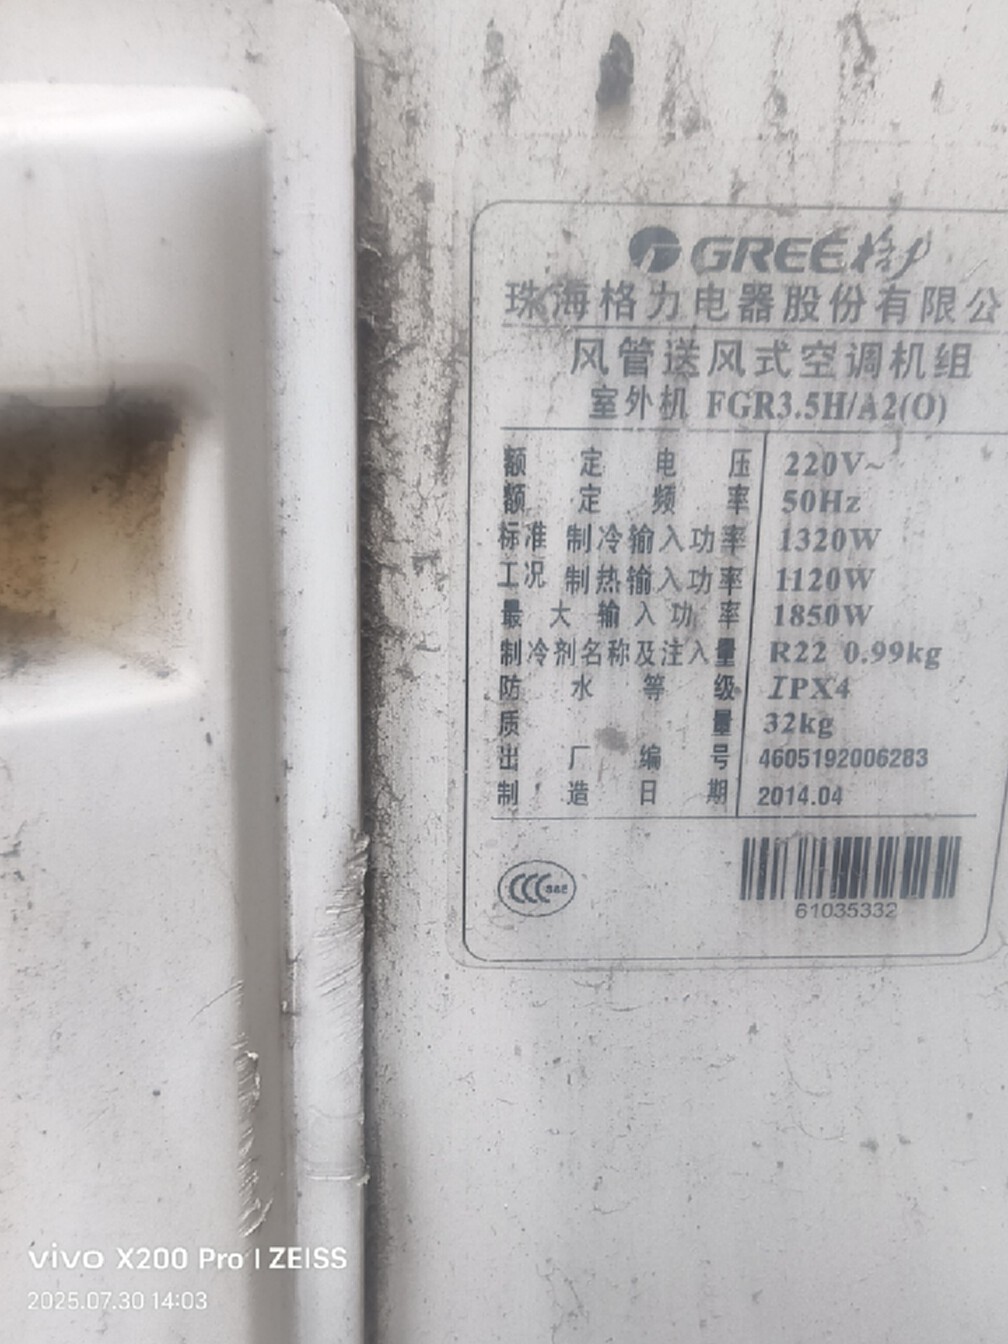 GREE格力
珠海格力电器股份有限公
风管送风式空调机组
室外机 FGR3.5H/A2(O)
额定电压 220V~
额定频率 50Hz
标准 制冷输入功率 1320W
工况 制热输入功率 1120W
最大输入功率 1850W
制冷剂名称及注入量 R22 0.99kg
防水等级 IPX4
质量 32kg
出厂编号 4605192006283
制造日期 2014.04
CCC S&E
61035332
vivo X200 Pro | ZEISS
2025.07.30 14:03